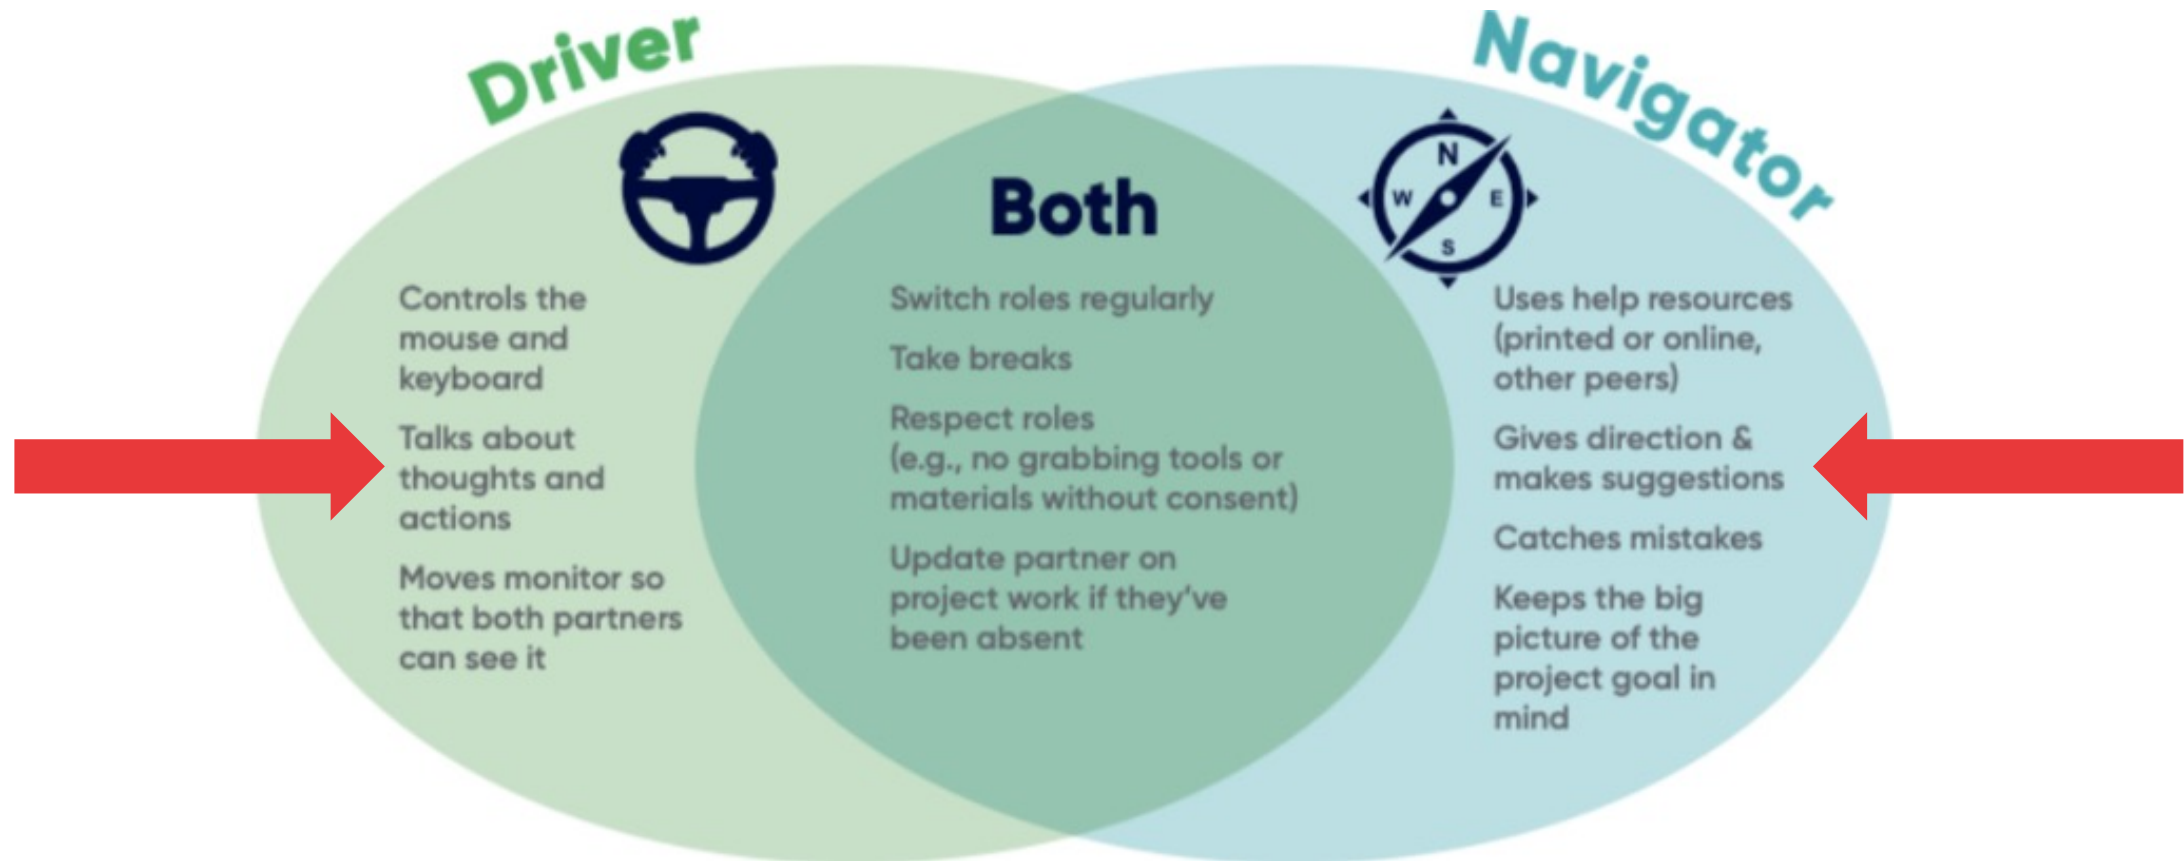 Driver
Navigator
Both
N
W
E
S
Controls the
mouse and
keyboard
Talks about
thoughts and
actions
Moves monitor so
that both partners
can see it
Switch roles regularly
Take breaks
Respect roles
(e.g., no grabbing tools or
materials without consent)
Update partner on
project work if they've
been absent
Uses help resources
(printed or online,
other peers)
Gives direction &
makes suggestions
Catches mistakes
Keeps the big
picture of the
project goal in
mind